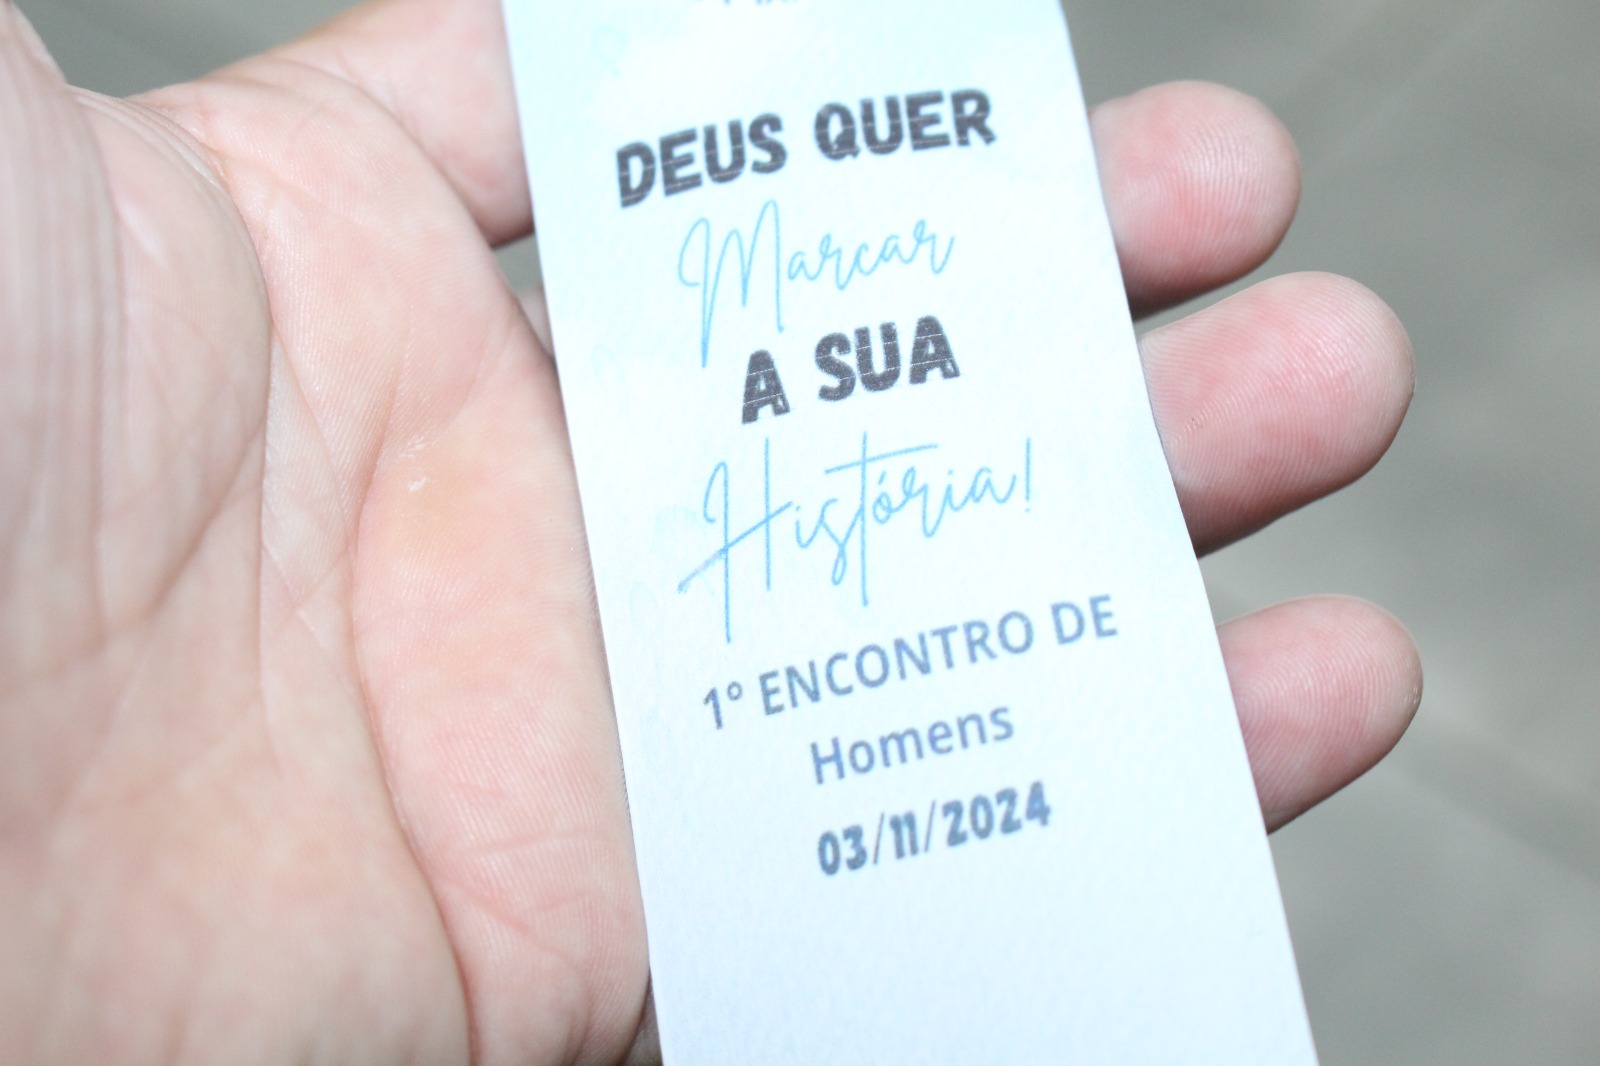 DEUS QUER
Marcar
A SUA
História!
1º ENCONTRO DE
Homens
03/11/2024